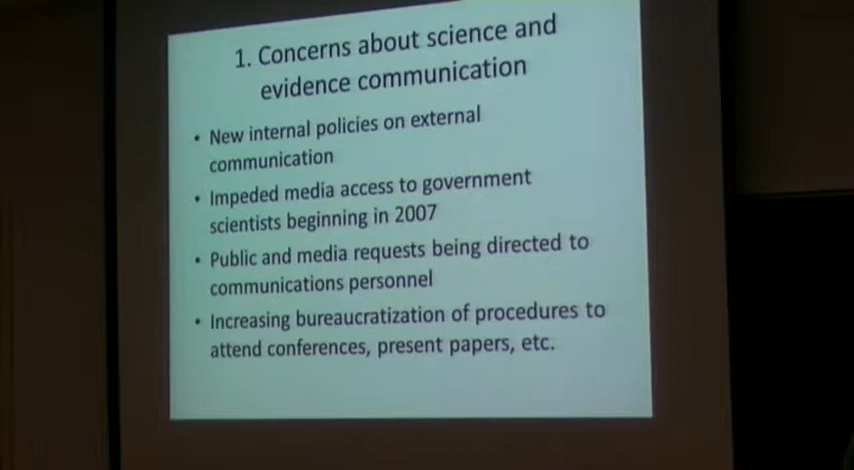 1. Concerns about science and
evidence communication
• New internal policies on external
communication
• Impeded media access to government
scientists beginning in 2007
• Public and media requests being directed to
communications personnel
• Increasing bureaucratization of procedures to
attend conferences, present papers, etc.